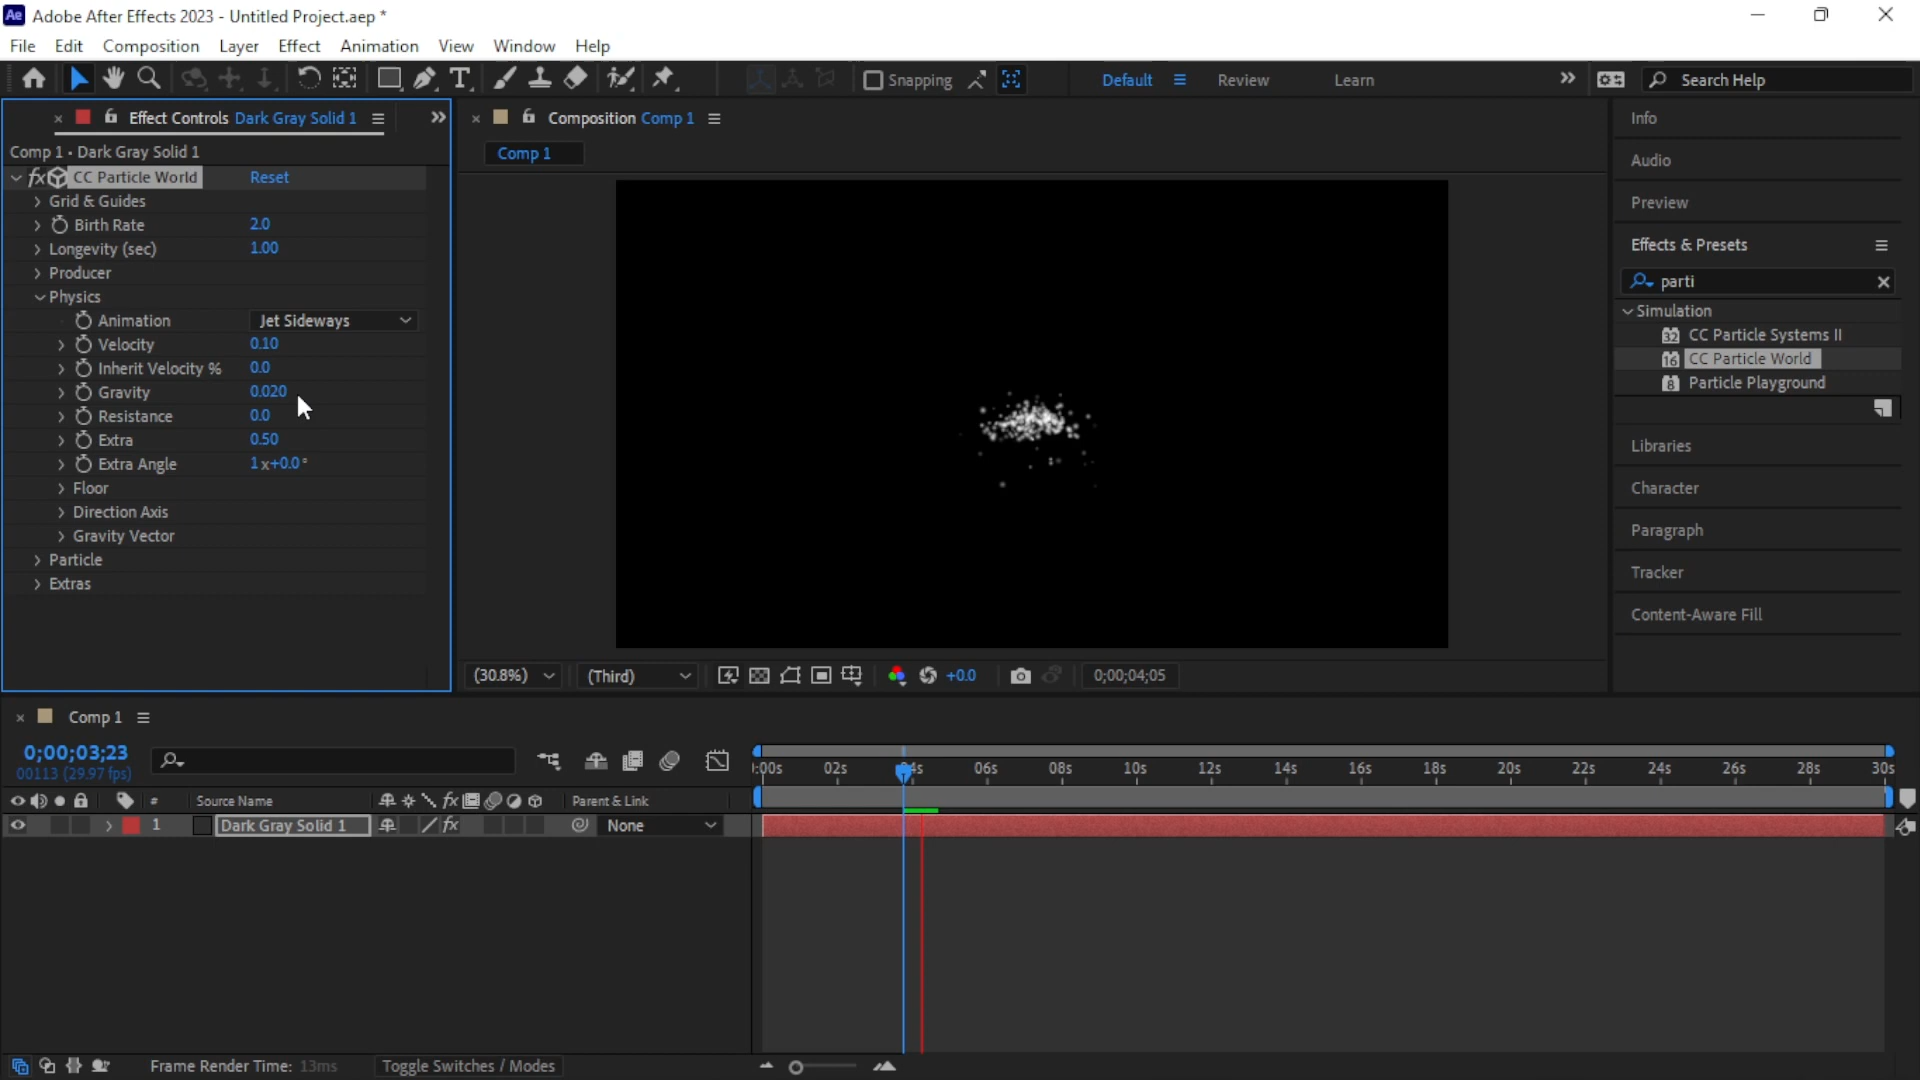 Ae Adobe After Effects 2023 - Untitled Project.aep *
File Edit Composition Layer Effect Animation View Window Help
Snapping Default Review Learn Search Help
Effect Controls Dark Gray Solid 1
Comp 1 • Dark Gray Solid 1
fx CC Particle World Reset
Grid & Guides
Birth Rate 2.0
Longevity (sec) 1.00
Producer
Physics
Animation Jet Sideways
Velocity 0.10
Inherit Velocity % 0.0
Gravity 0.020
Resistance 0.0
Extra 0.50
Extra Angle 1x+0.0°
Floor
Direction Axis
Gravity Vector
Particle
Extras
Composition Comp 1
Comp 1
(30.8%) (Third) +0.0 0;00;04;05
Info
Audio
Preview
Effects & Presets
parti
Simulation
32 CC Particle Systems II
16 CC Particle World
8 Particle Playground
Libraries
Character
Paragraph
Tracker
Content-Aware Fill
Comp 1
0;00;03;23
00113 (29.97 fps)
:00s 02s 04s 06s 08s 10s 12s 14s 16s 18s 20s 22s 24s 26s 28s 30s
# Source Name fx Parent & Link
1 Dark Gray Solid 1 fx None
Frame Render Time: 13ms Toggle Switches / Modes